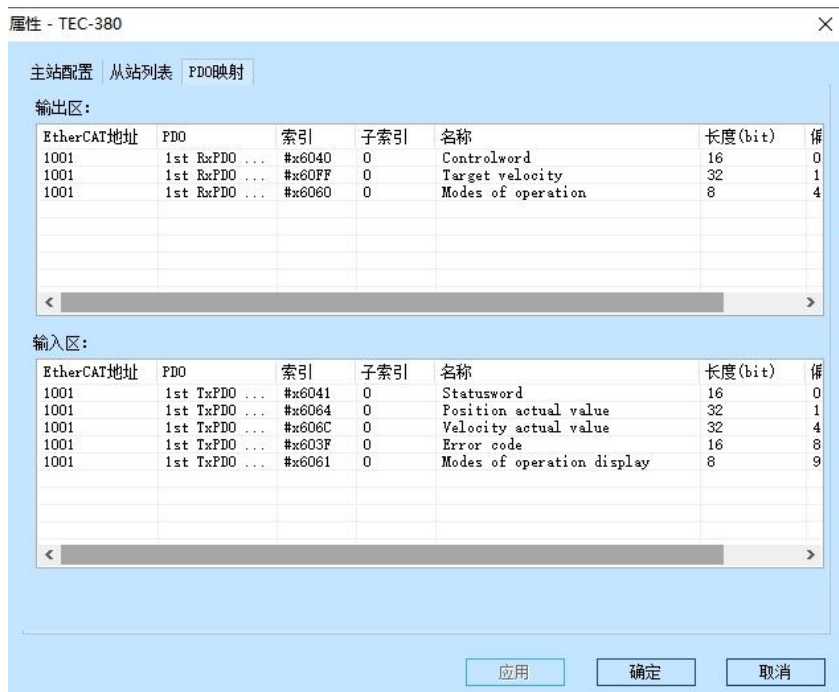 属性 - TEC-380
主站配置 从站列表 PDO映射
输出区：
EtherCAT地址 PDO 索引 子索引 名称 长度(bit)
1001 1st RxPDO ... #x6040 0 Controlword 16 0
1001 1st RxPDO ... #x60FF 0 Target velocity 32 1
1001 1st RxPDO ... #x6060 0 Modes of operation 8 4
输入区：
EtherCAT地址 PDO 索引 子索引 名称 长度(bit)
1001 1st TxPDO ... #x6041 0 Statusword 16 0
1001 1st TxPDO ... #x6064 0 Position actual value 32 1
1001 1st TxPDO ... #x606C 0 Velocity actual value 32 4
1001 1st TxPDO ... #x603F 0 Error code 16 8
1001 1st TxPDO ... #x6061 0 Modes of operation display 8 9
应用 确定 取消